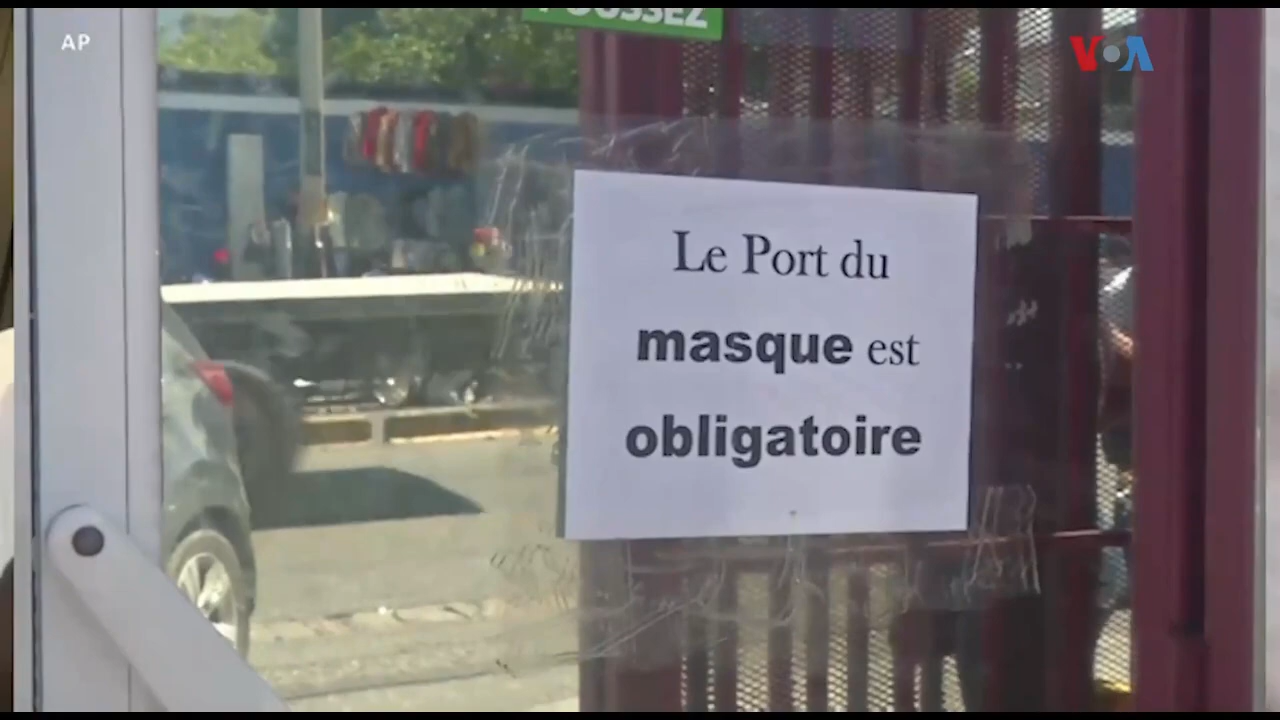 AP
POUSSEZ
VOA
Le Port du
masque est
obligatoire